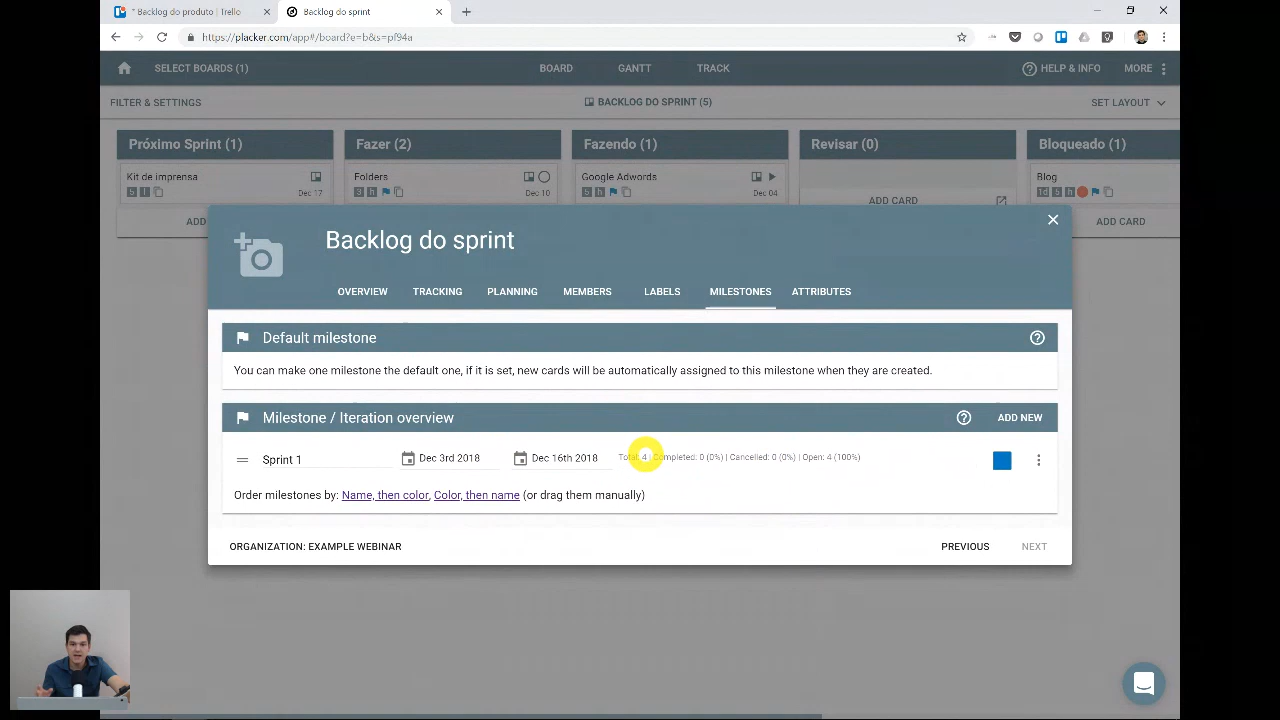 * Backlog do produto | Trello
Backlog do sprint
https://placker.com/app#/board?e=b&s=pf94a
SELECT BOARDS (1)
BOARD
GANTT
TRACK
HELP & INFO
MORE
FILTER & SETTINGS
BACKLOG DO SPRINT (5)
SET LAYOUT
Próximo Sprint (1)
Fazer (2)
Fazendo (1)
Revisar (0)
Bloqueado (1)
Kit de imprensa
Dec 17
Folders
Dec 10
Google Adwords
Dec 04
Blog
ADD
ADD CARD
ADD CARD
Backlog do sprint
OVERVIEW
TRACKING
PLANNING
MEMBERS
LABELS
MILESTONES
ATTRIBUTES
Default milestone
You can make one milestone the default one, if it is set, new cards will be automatically assigned to this milestone when they are created.
Milestone / Iteration overview
ADD NEW
Sprint 1
Dec 3rd 2018
Dec 16th 2018
Total: 4 | Completed: 0 (0%) | Cancelled: 0 (0%) | Open: 4 (100%)
Order milestones by: Name, then color, Color, then name (or drag them manually)
ORGANIZATION: EXAMPLE WEBINAR
PREVIOUS
NEXT